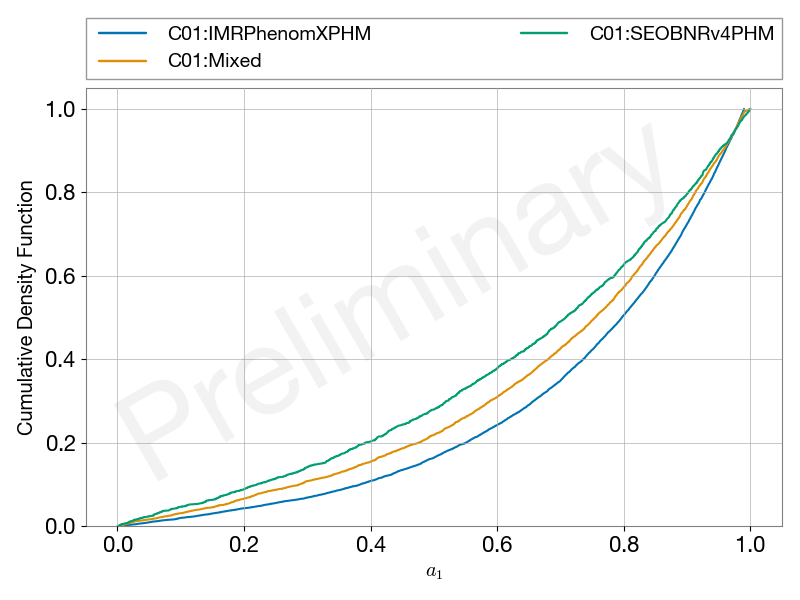 C01:IMRPhenomXPHM
C01:Mixed
C01:SEOBNRv4PHM
Cumulative Density Function
1.0
0.8
0.6
0.4
0.2
0.0
Preliminary
0.0 0.2 0.4 0.6 0.8 1.0
a₁